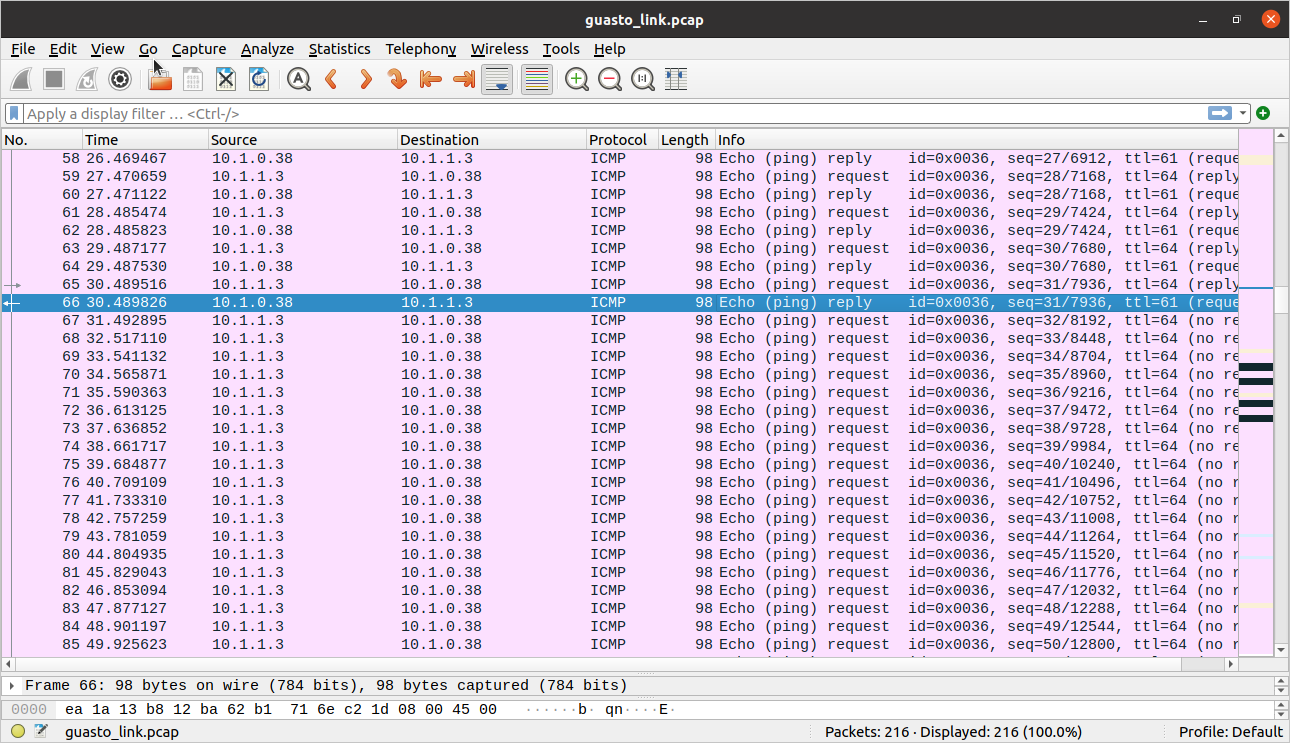 guasto_link.pcap
File Edit View Go Capture Analyze Statistics Telephony Wireless Tools Help
Apply a display filter … <Ctrl-/>
No. Time Source Destination Protocol Length Info
58 26.469467 10.1.0.38 10.1.1.3 ICMP 98 Echo (ping) reply id=0x0036, seq=27/6912, ttl=61 (reque
59 27.470659 10.1.1.3 10.1.0.38 ICMP 98 Echo (ping) request id=0x0036, seq=28/7168, ttl=64 (reply
60 27.471122 10.1.0.38 10.1.1.3 ICMP 98 Echo (ping) reply id=0x0036, seq=28/7168, ttl=61 (reque
61 28.485474 10.1.1.3 10.1.0.38 ICMP 98 Echo (ping) request id=0x0036, seq=29/7424, ttl=64 (reply
62 28.485823 10.1.0.38 10.1.1.3 ICMP 98 Echo (ping) reply id=0x0036, seq=29/7424, ttl=61 (reque
63 29.487177 10.1.1.3 10.1.0.38 ICMP 98 Echo (ping) request id=0x0036, seq=30/7680, ttl=64 (reply
64 29.487530 10.1.0.38 10.1.1.3 ICMP 98 Echo (ping) reply id=0x0036, seq=30/7680, ttl=61 (reque
65 30.489516 10.1.1.3 10.1.0.38 ICMP 98 Echo (ping) request id=0x0036, seq=31/7936, ttl=64 (reply
66 30.489826 10.1.0.38 10.1.1.3 ICMP 98 Echo (ping) reply id=0x0036, seq=31/7936, ttl=61 (reque
67 31.492895 10.1.1.3 10.1.0.38 ICMP 98 Echo (ping) request id=0x0036, seq=32/8192, ttl=64 (no re
68 32.517110 10.1.1.3 10.1.0.38 ICMP 98 Echo (ping) request id=0x0036, seq=33/8448, ttl=64 (no re
69 33.541132 10.1.1.3 10.1.0.38 ICMP 98 Echo (ping) request id=0x0036, seq=34/8704, ttl=64 (no re
70 34.565871 10.1.1.3 10.1.0.38 ICMP 98 Echo (ping) request id=0x0036, seq=35/8960, ttl=64 (no re
71 35.590363 10.1.1.3 10.1.0.38 ICMP 98 Echo (ping) request id=0x0036, seq=36/9216, ttl=64 (no re
72 36.613125 10.1.1.3 10.1.0.38 ICMP 98 Echo (ping) request id=0x0036, seq=37/9472, ttl=64 (no re
73 37.636852 10.1.1.3 10.1.0.38 ICMP 98 Echo (ping) request id=0x0036, seq=38/9728, ttl=64 (no re
74 38.661717 10.1.1.3 10.1.0.38 ICMP 98 Echo (ping) request id=0x0036, seq=39/9984, ttl=64 (no re
75 39.684877 10.1.1.3 10.1.0.38 ICMP 98 Echo (ping) request id=0x0036, seq=40/10240, ttl=64 (no r
76 40.709109 10.1.1.3 10.1.0.38 ICMP 98 Echo (ping) request id=0x0036, seq=41/10496, ttl=64 (no r
77 41.733310 10.1.1.3 10.1.0.38 ICMP 98 Echo (ping) request id=0x0036, seq=42/10752, ttl=64 (no r
78 42.757259 10.1.1.3 10.1.0.38 ICMP 98 Echo (ping) request id=0x0036, seq=43/11008, ttl=64 (no r
79 43.781059 10.1.1.3 10.1.0.38 ICMP 98 Echo (ping) request id=0x0036, seq=44/11264, ttl=64 (no r
80 44.804935 10.1.1.3 10.1.0.38 ICMP 98 Echo (ping) request id=0x0036, seq=45/11520, ttl=64 (no r
81 45.829043 10.1.1.3 10.1.0.38 ICMP 98 Echo (ping) request id=0x0036, seq=46/11776, ttl=64 (no r
82 46.853094 10.1.1.3 10.1.0.38 ICMP 98 Echo (ping) request id=0x0036, seq=47/12032, ttl=64 (no r
83 47.877127 10.1.1.3 10.1.0.38 ICMP 98 Echo (ping) request id=0x0036, seq=48/12288, ttl=64 (no r
84 48.901197 10.1.1.3 10.1.0.38 ICMP 98 Echo (ping) request id=0x0036, seq=49/12544, ttl=64 (no r
85 49.925623 10.1.1.3 10.1.0.38 ICMP 98 Echo (ping) request id=0x0036, seq=50/12800, ttl=64 (no r
Frame 66: 98 bytes on wire (784 bits), 98 bytes captured (784 bits)
0000 ea 1a 13 b8 12 ba 62 b1 71 6e c2 1d 08 00 45 00 ······b· qn····E·
guasto_link.pcap Packets: 216 · Displayed: 216 (100.0%) Profile: Default